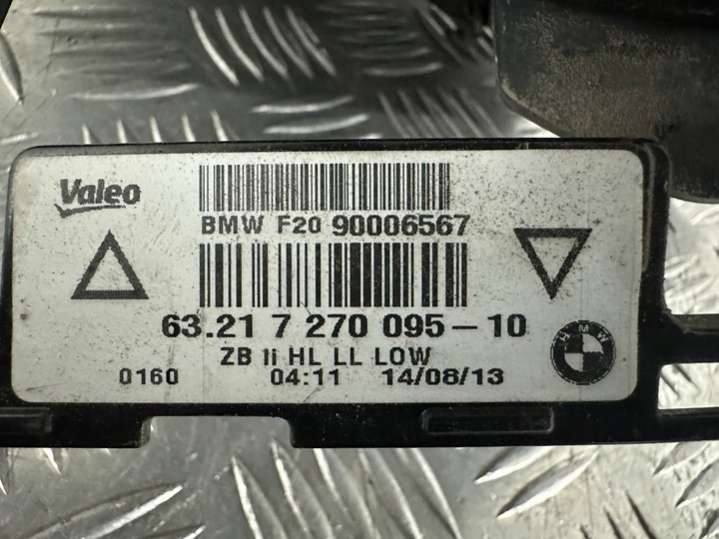 Valeo
BMW F20 90006567
63.21 7 270 095-10
ZB li HL LL LOW
BMW
0160 04:11 14/08/13